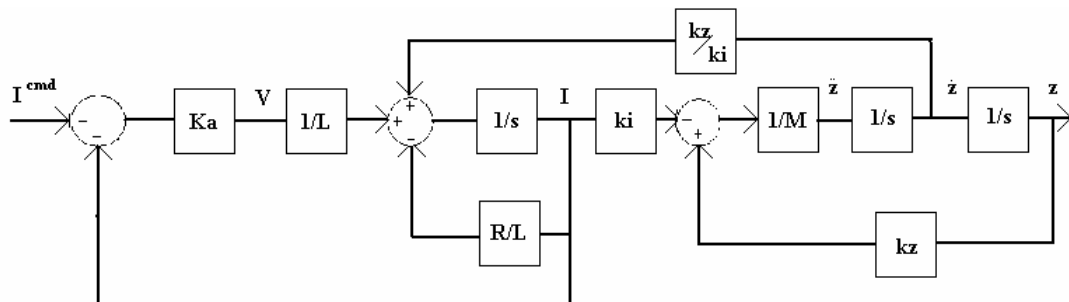 kz/ki
I^cmd
−
−
Ka
V
1/L
+
+
−
1/s
I
ki
−
+
1/M
z̈
1/s
ż
1/s
z
R/L
kz